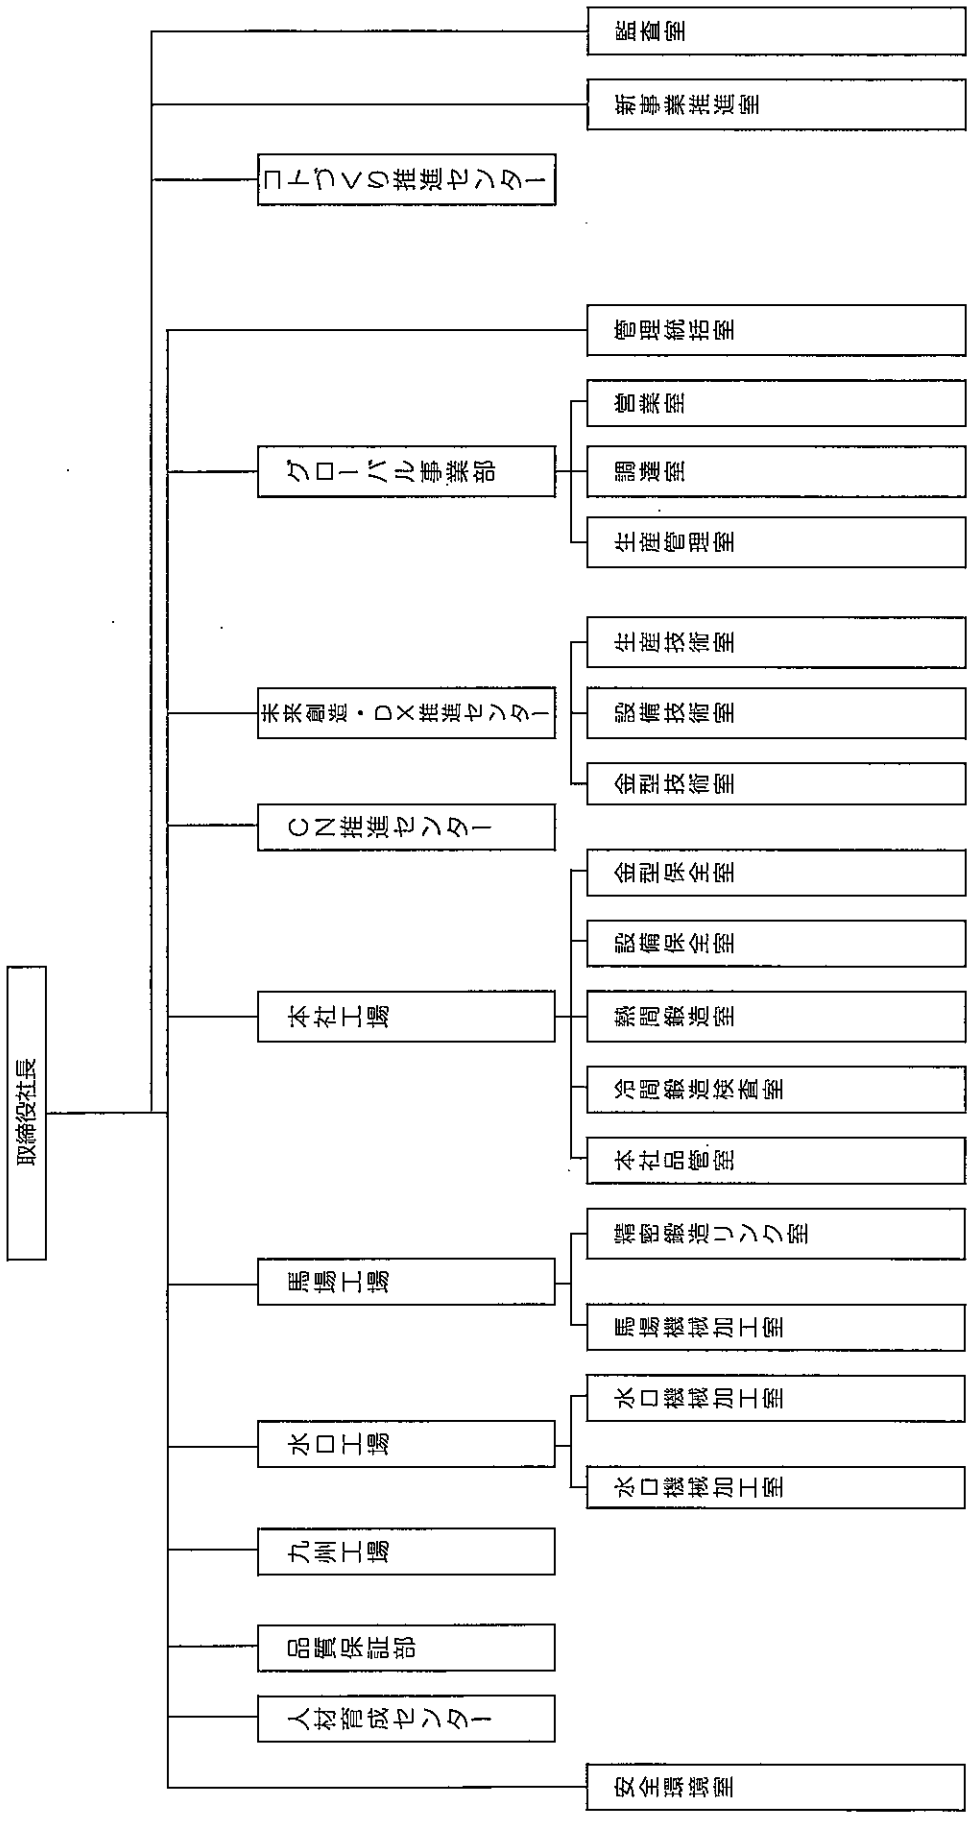 取締役社長
監査室
新事業推進室
コトづくり推進センター
管理統括室
グローバル事業部
営業室
調達室
生産管理室
未来創造・DX推進センター
生産技術室
設備技術室
金型技術室
CN推進センター
本社工場
金型保全室
設備保全室
熱間鍛造室
冷間鍛造検査室
本社品管室
馬場工場
精密鍛造リンク室
馬場機械加工室
水口工場
水口機械加工室
水口機械加工室
九州工場
品質保証部
人材育成センター
安全環境室